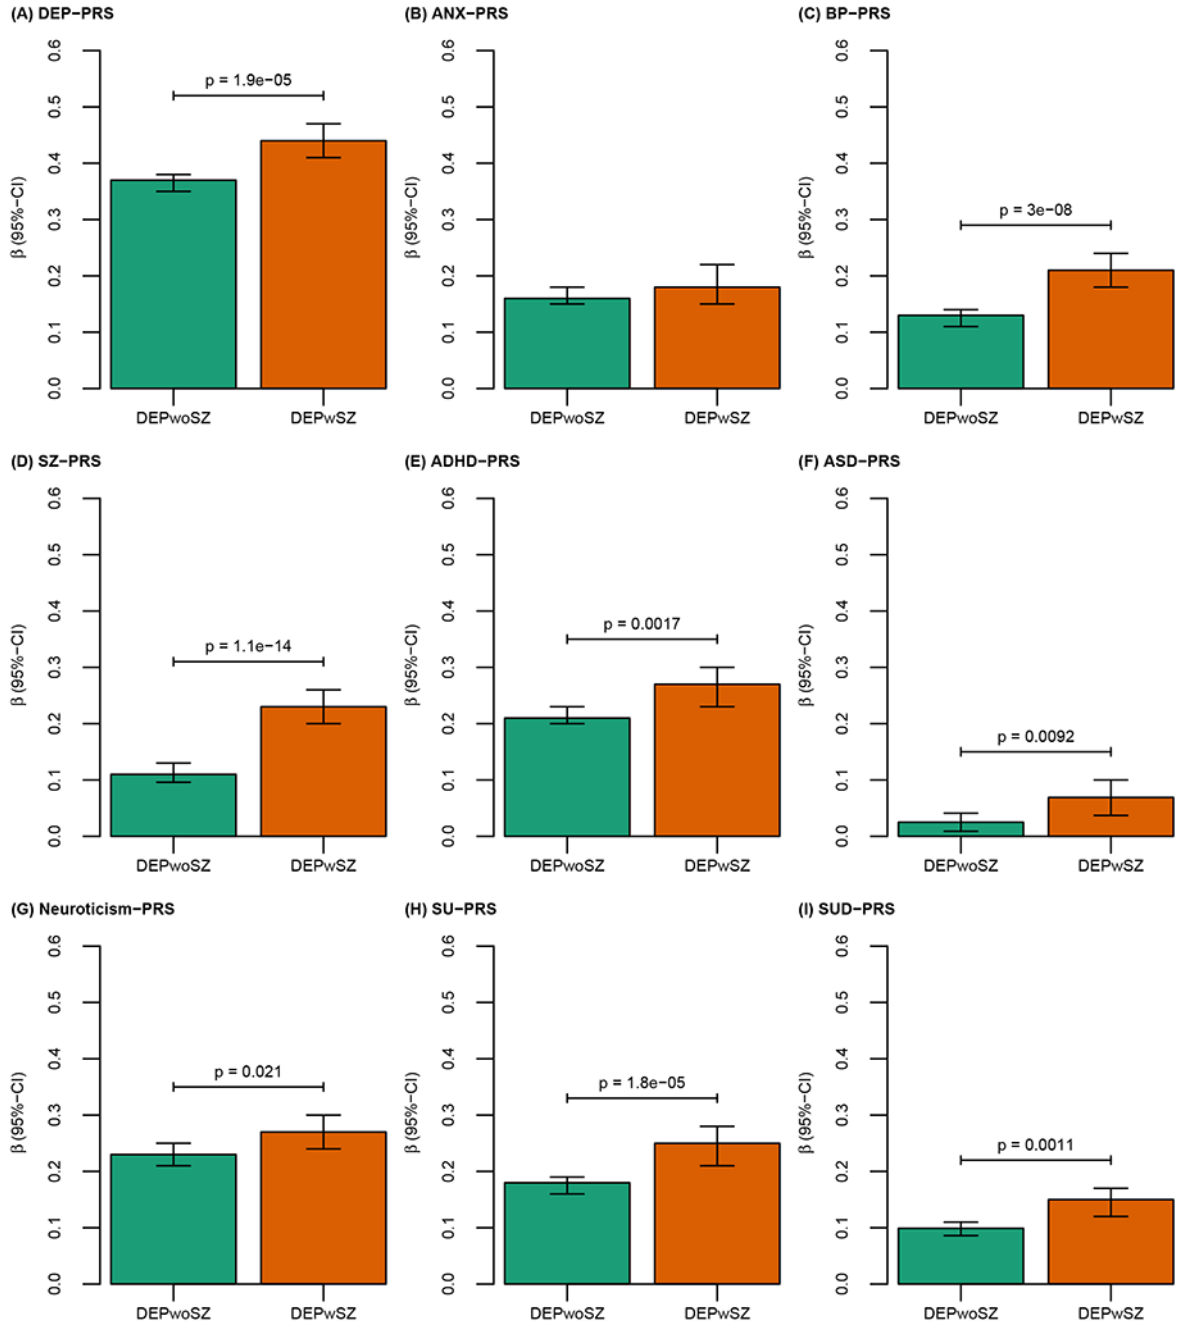 (A) DEP−PRS
(B) ANX−PRS
(C) BP−PRS
β (95%−CI)
0.0 0.1 0.2 0.3 0.4 0.5 0.6
p = 1.9e−05
DEPwoSZ DEPwSZ
β (95%−CI)
0.0 0.1 0.2 0.3 0.4 0.5 0.6
DEPwoSZ DEPwSZ
β (95%−CI)
0.0 0.1 0.2 0.3 0.4 0.5 0.6
p = 3e−08
DEPwoSZ DEPwSZ
(D) SZ−PRS
(E) ADHD−PRS
(F) ASD−PRS
β (95%−CI)
0.0 0.1 0.2 0.3 0.4 0.5 0.6
p = 1.1e−14
DEPwoSZ DEPwSZ
β (95%−CI)
0.0 0.1 0.2 0.3 0.4 0.5 0.6
p = 0.0017
DEPwoSZ DEPwSZ
β (95%−CI)
0.0 0.1 0.2 0.3 0.4 0.5 0.6
p = 0.0092
DEPwoSZ DEPwSZ
(G) Neuroticism−PRS
(H) SU−PRS
(I) SUD−PRS
β (95%−CI)
0.0 0.1 0.2 0.3 0.4 0.5 0.6
p = 0.021
DEPwoSZ DEPwSZ
β (95%−CI)
0.0 0.1 0.2 0.3 0.4 0.5 0.6
p = 1.8e−05
DEPwoSZ DEPwSZ
β (95%−CI)
0.0 0.1 0.2 0.3 0.4 0.5 0.6
p = 0.0011
DEPwoSZ DEPwSZ